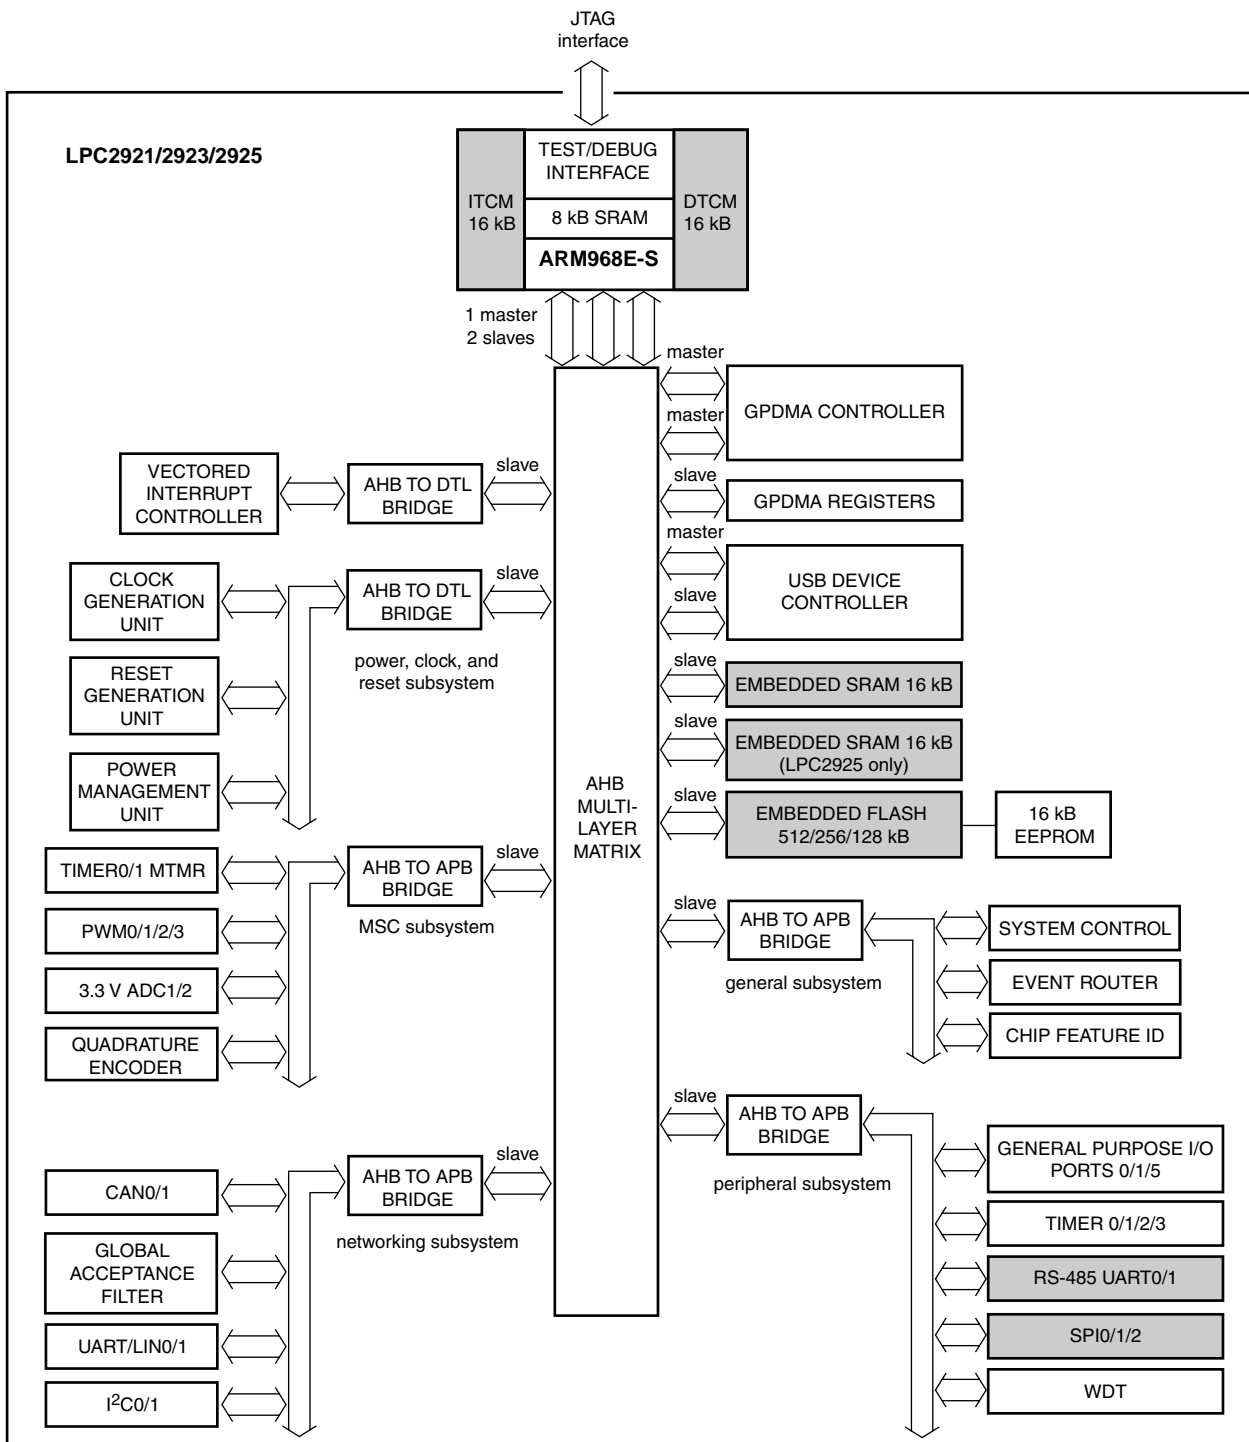 JTAG
interface
LPC2921/2923/2925
ITCM
16 kB
TEST/DEBUG
INTERFACE
8 kB SRAM
ARM968E-S
DTCM
16 kB
1 master
2 slaves
master
GPDMA CONTROLLER
master
slave
GPDMA REGISTERS
master
USB DEVICE
CONTROLLER
slave
slave
EMBEDDED SRAM 16 kB
slave
EMBEDDED SRAM 16 kB
(LPC2925 only)
slave
EMBEDDED FLASH
512/256/128 kB
16 kB
EEPROM
VECTORED
INTERRUPT
CONTROLLER
AHB TO DTL
BRIDGE
slave
CLOCK
GENERATION
UNIT
AHB TO DTL
BRIDGE
slave
power, clock, and
reset subsystem
RESET
GENERATION
UNIT
POWER
MANAGEMENT
UNIT
AHB
MULTI-
LAYER
MATRIX
TIMER0/1 MTMR
AHB TO APB
BRIDGE
slave
MSC subsystem
PWM0/1/2/3
3.3 V ADC1/2
QUADRATURE
ENCODER
slave
AHB TO APB
BRIDGE
general subsystem
SYSTEM CONTROL
EVENT ROUTER
CHIP FEATURE ID
slave
AHB TO APB
BRIDGE
peripheral subsystem
GENERAL PURPOSE I/O
PORTS 0/1/5
TIMER 0/1/2/3
RS-485 UART0/1
SPI0/1/2
WDT
CAN0/1
AHB TO APB
BRIDGE
slave
networking subsystem
GLOBAL
ACCEPTANCE
FILTER
UART/LIN0/1
I²C0/1